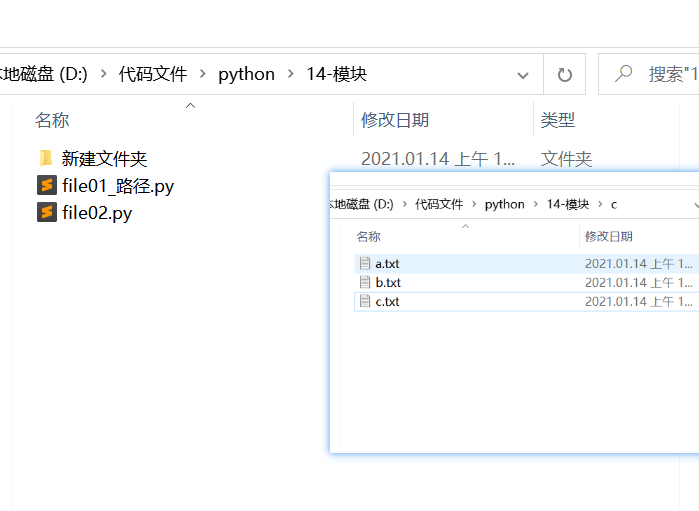 本地磁盘 (D:) › 代码文件 › python › 14-模块 搜索"1
名称 修改日期 类型
新建文件夹 2021.01.14 上午 1... 文件夹
file01_路径.py
file02.py
本地磁盘 (D:) › 代码文件 › python › 14-模块 › c
名称 修改日期
a.txt 2021.01.14 上午 1...
b.txt 2021.01.14 上午 1...
c.txt 2021.01.14 上午 1...